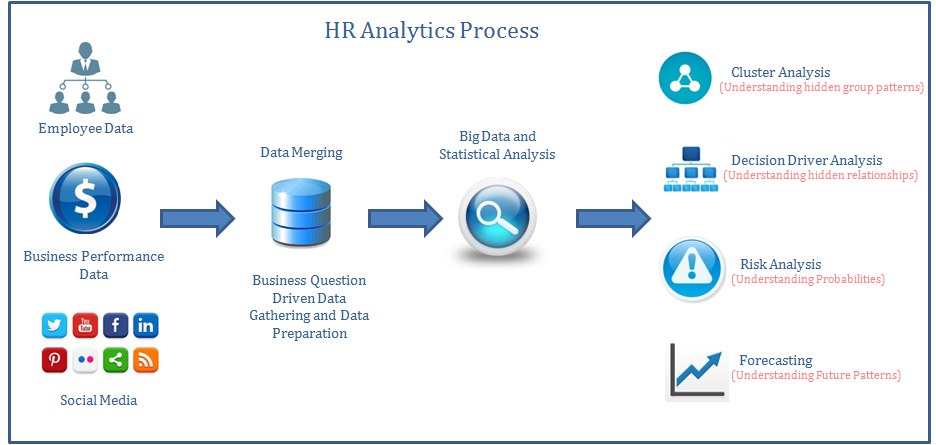 HR Analytics Process
Employee Data
$
Business Performance
Data
You
Tube
f
in
Social Media
Data Merging
Business Question
Driven Data
Gathering and Data
Preparation
Big Data and
Statistical Analysis
Cluster Analysis
(Understanding hidden group patterns)
Decision Driver Analysis
(Understanding hidden relationships)
!
Risk Analysis
(Understanding Probabilities)
Forecasting
(Understanding Future Patterns)